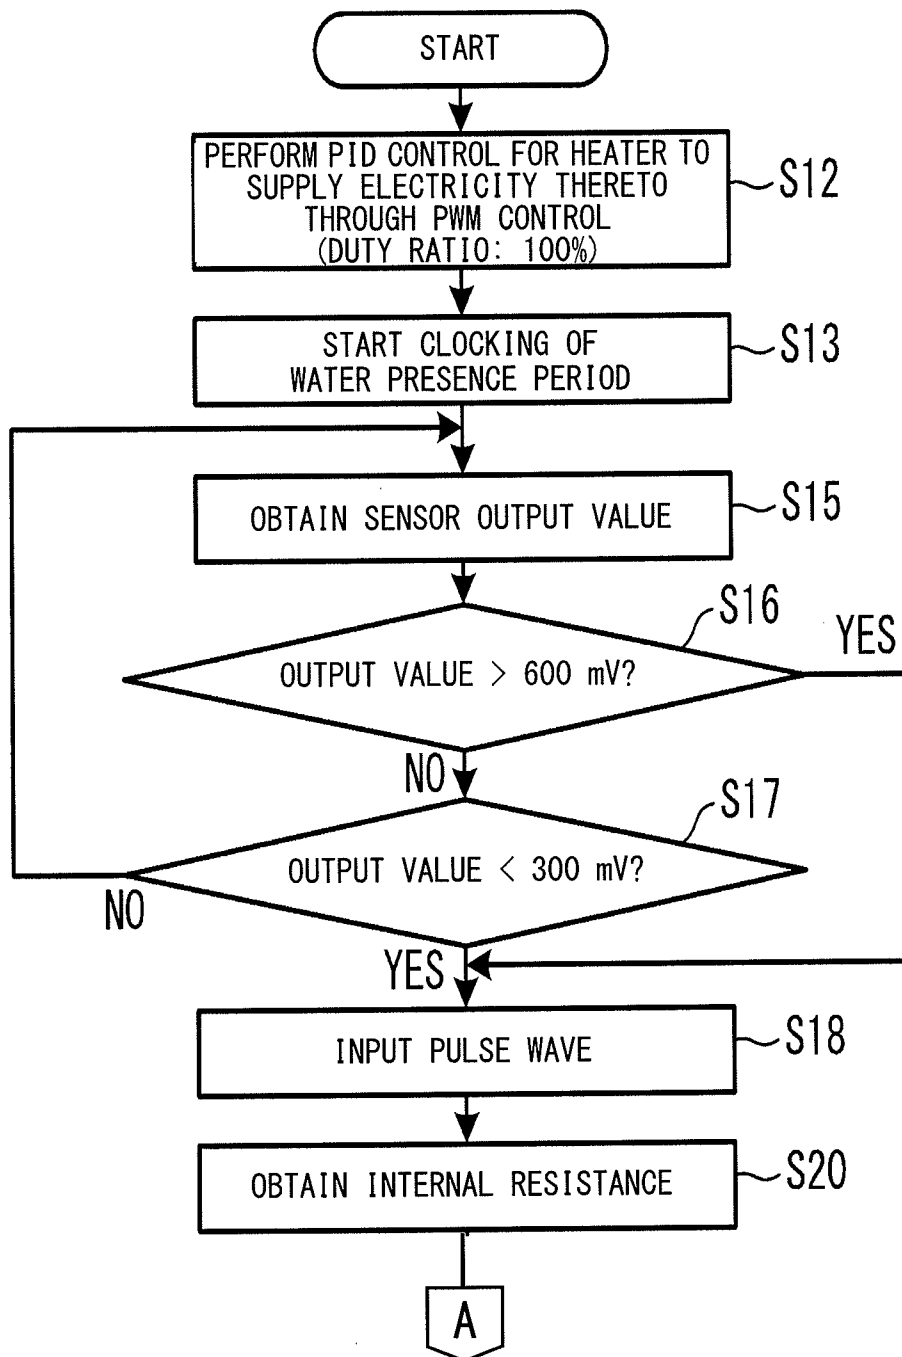 START
PERFORM PID CONTROL FOR HEATER TO
SUPPLY ELECTRICITY THERETO
THROUGH PWM CONTROL
(DUTY RATIO: 100%)
S12
START CLOCKING OF
WATER PRESENCE PERIOD
S13
OBTAIN SENSOR OUTPUT VALUE
S15
S16
OUTPUT VALUE > 600 mV?
YES
NO
S17
OUTPUT VALUE < 300 mV?
NO
YES
INPUT PULSE WAVE
S18
OBTAIN INTERNAL RESISTANCE
S20
A